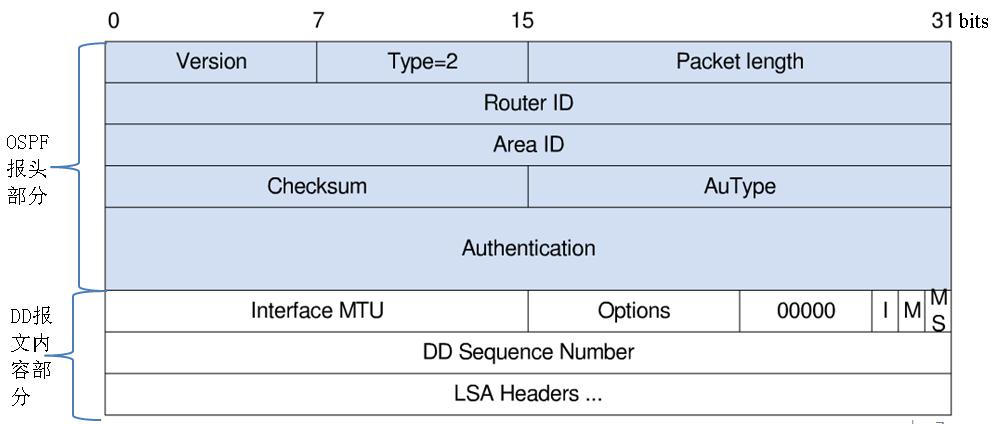 0 7 15 31 bits
Version Type=2 Packet length
Router ID
Area ID
OSPF
报头
部分
Checksum AuType
Authentication
Interface MTU Options 00000 I M M
S
DD报
文内
容部
分
DD Sequence Number
LSA Headers ...